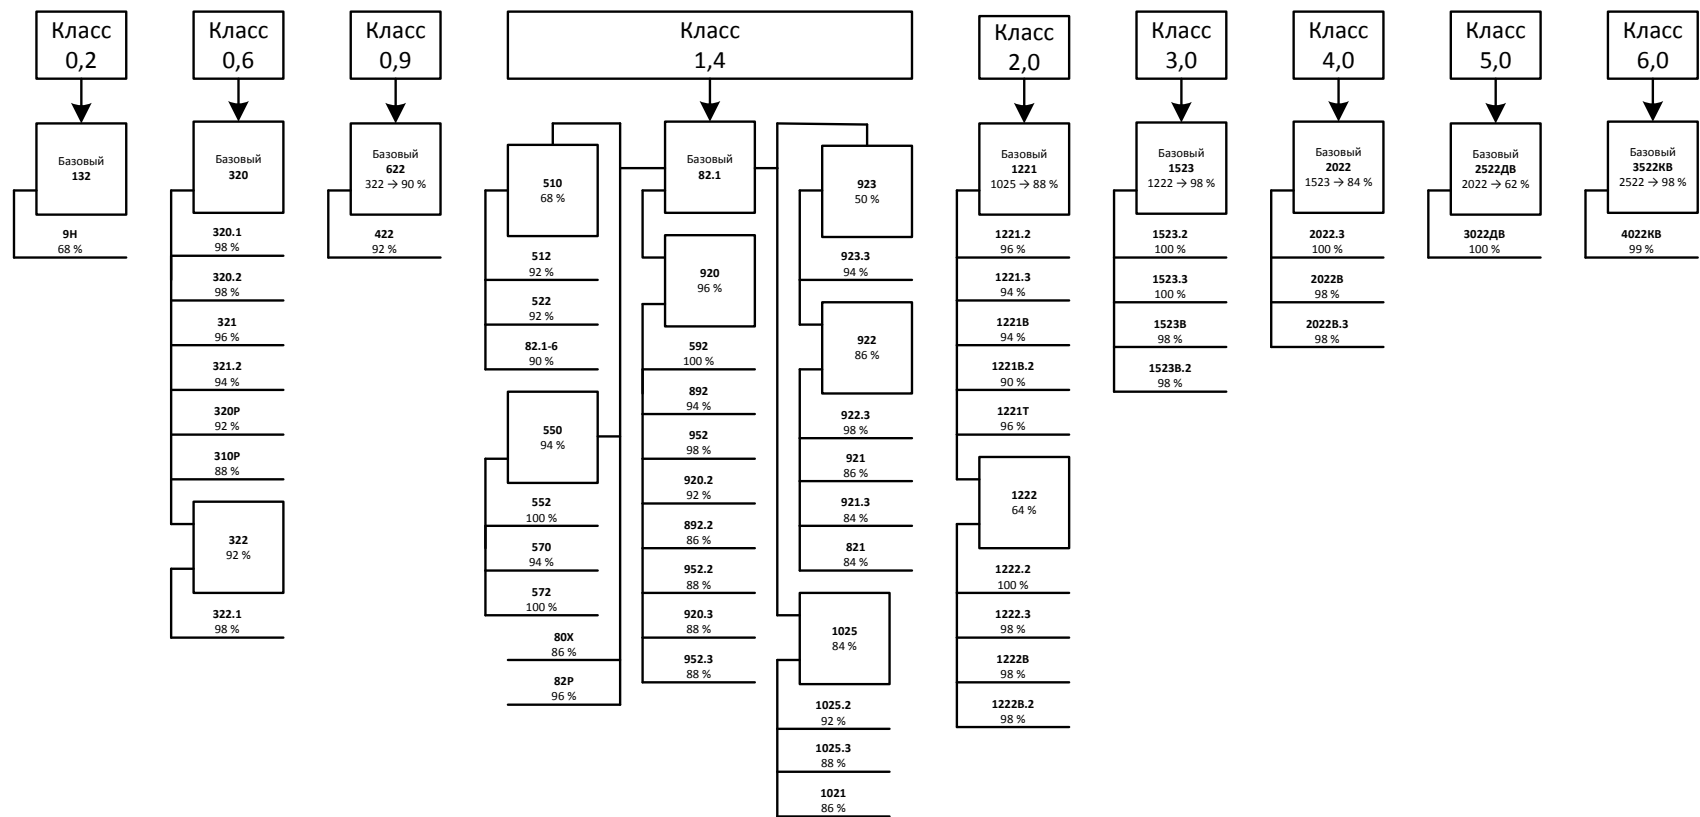 Класс
0,2
Базовый
132
9Н
68 %
Класс
0,6
Базовый
320
320.1
98 %
320.2
98 %
321
96 %
321.2
94 %
320Р
92 %
310Р
88 %
322
92 %
322.1
98 %
Класс
0,9
Базовый
622
322 → 90 %
422
92 %
Класс
1,4
510
68 %
512
92 %
522
92 %
82.1-6
90 %
550
94 %
552
100 %
570
94 %
572
100 %
80Х
86 %
82Р
96 %
Базовый
82.1
920
96 %
592
100 %
892
94 %
952
98 %
920.2
92 %
892.2
86 %
952.2
88 %
920.3
88 %
952.3
88 %
923
50 %
923.3
94 %
922
86 %
922.3
98 %
921
86 %
921.3
84 %
821
84 %
1025
84 %
1025.2
92 %
1025.3
88 %
1021
86 %
Класс
2,0
Базовый
1221
1025 → 88 %
1221.2
96 %
1221.3
94 %
1221В
94 %
1221В.2
90 %
1221Т
96 %
1222
64 %
1222.2
100 %
1222.3
98 %
1222В
98 %
1222В.2
98 %
Класс
3,0
Базовый
1523
1222 → 98 %
1523.2
100 %
1523.3
100 %
1523В
98 %
1523В.2
98 %
Класс
4,0
Базовый
2022
1523 → 84 %
2022.3
100 %
2022В
98 %
2022В.3
98 %
Класс
5,0
Базовый
2522ДВ
2022 → 62 %
3022ДВ
100 %
Класс
6,0
Базовый
3522КВ
2522 → 98 %
4022КВ
99 %